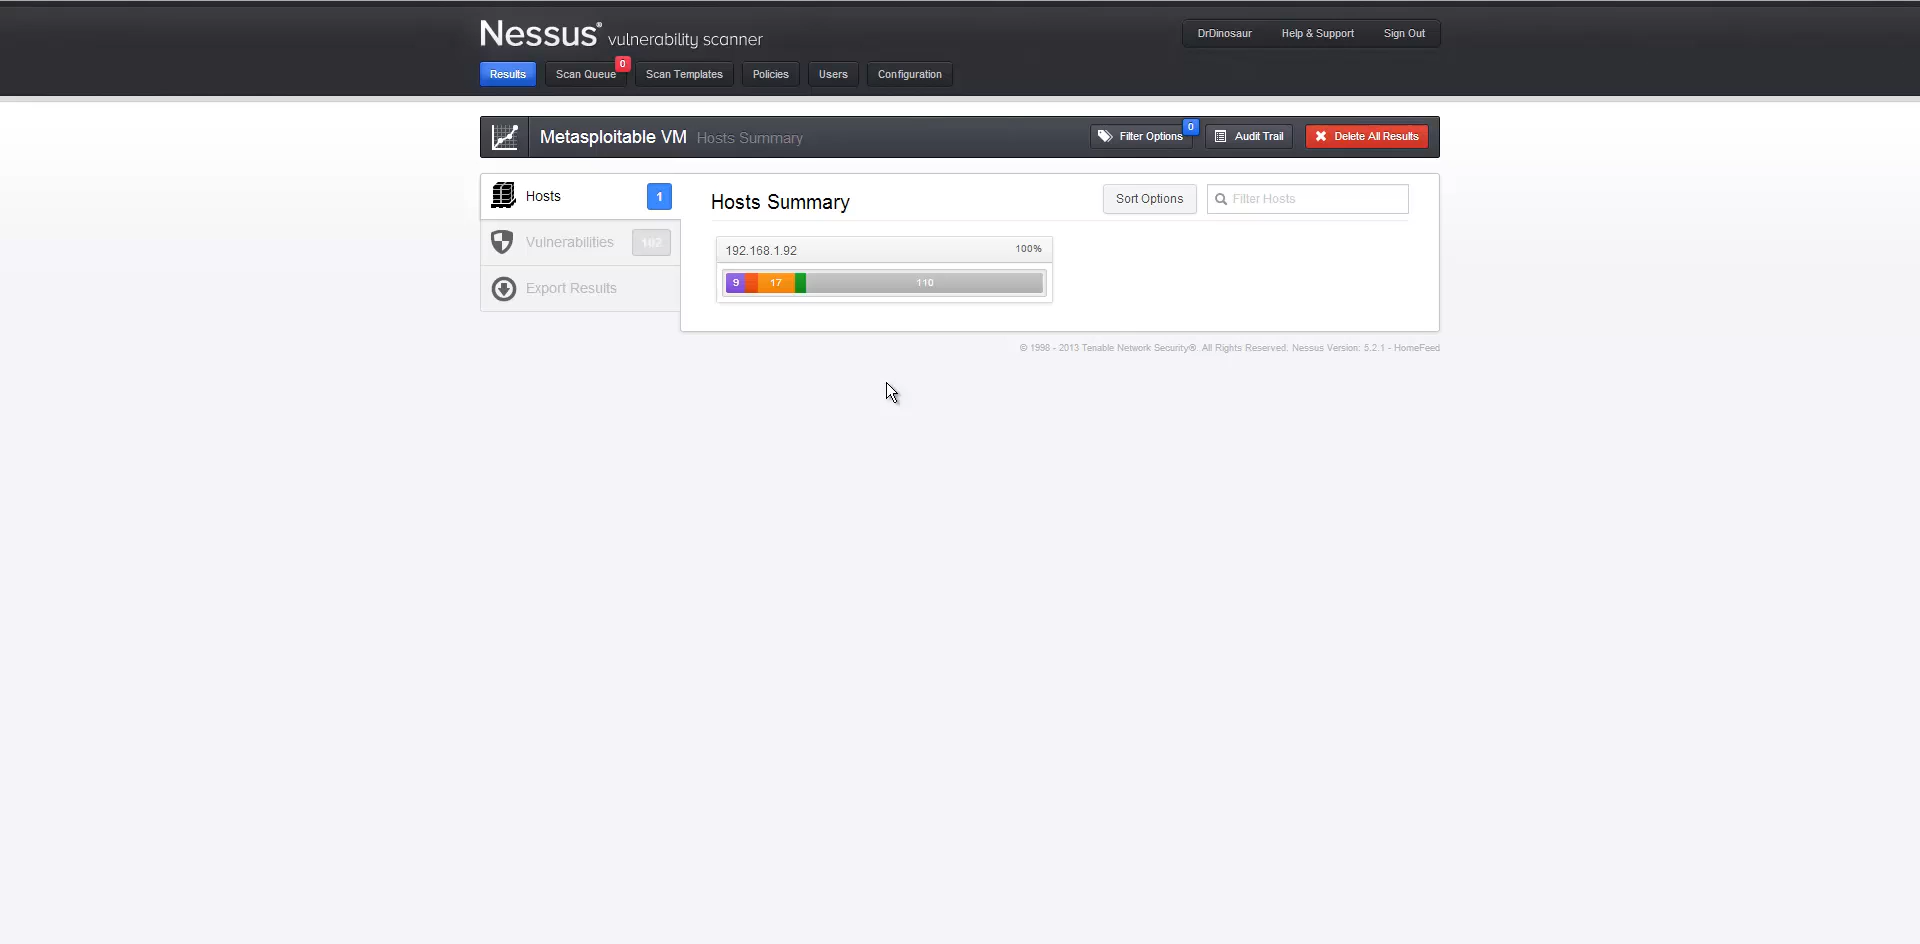 Nessus® vulnerability scanner
DrDinosaur Help & Support Sign Out
Results Scan Queue 0 Scan Templates Policies Users Configuration
Metasploitable VM Hosts Summary Filter Options 0 Audit Trail Delete All Results
Hosts 1
Vulnerabilities 102
Export Results
Hosts Summary Sort Options Filter Hosts
192.168.1.92 100%
9 17 110
© 1998 - 2013 Tenable Network Security®. All Rights Reserved. Nessus Version: 5.2.1 - HomeFeed